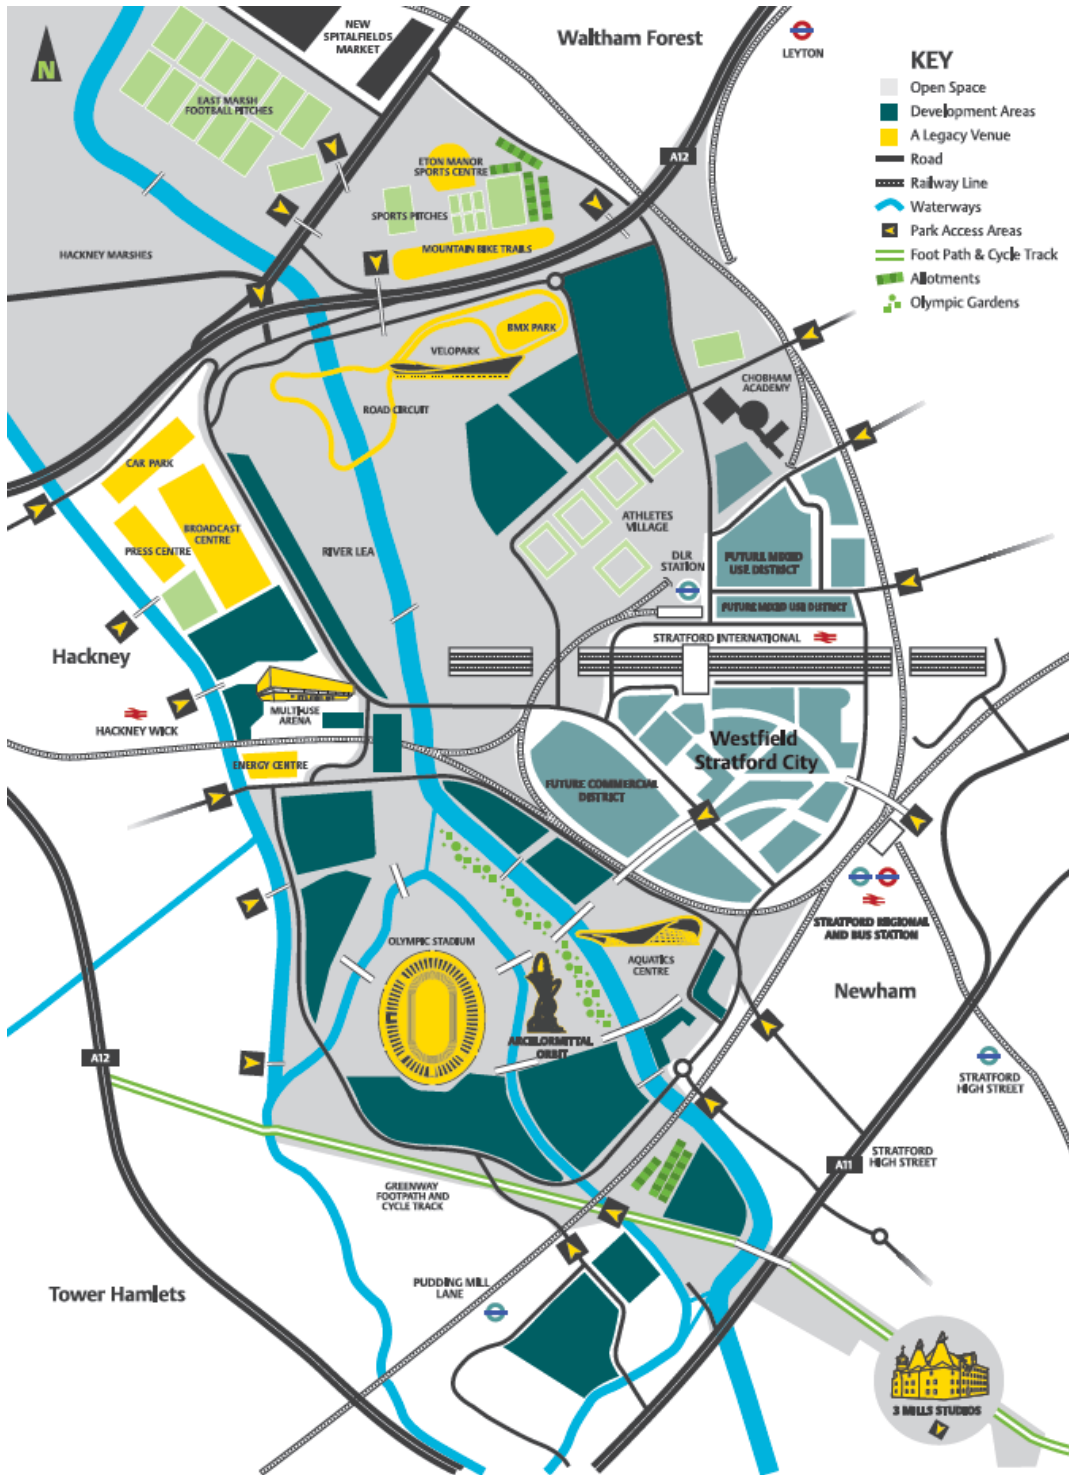 NEW
SPITALFIELDS
MARKET
Waltham Forest
LEYTON
KEY
Open Space
Development Areas
A Legacy Venue
Road
Railway Line
Waterways
Park Access Areas
Foot Path & Cycle Track
Allotments
Olympic Gardens
N
EAST MARSH
FOOTBALL PITCHES
A12
ETON MANOR
SPORTS CENTRE
SPORTS PITCHES
MOUNTAIN BIKE TRAILS
HACKNEY MARSHES
BMX PARK
VELOPARK
ROAD CIRCUIT
CHOBHAM
ACADEMY
CAR PARK
BROADCAST
CENTRE
PRESS CENTRE
RIVER LEA
ATHLETES
VILLAGE
DLR
STATION
FUTURE MIXED
USE DISTRICT
FUTURE MIXED USE DISTRICT
STRATFORD INTERNATIONAL
Hackney
HACKNEY WICK
MULTI-USE
ARENA
ENERGY CENTRE
Westfield
Stratford City
FUTURE COMMERCIAL
DISTRICT
STRATFORD REGIONAL
AND BUS STATION
OLYMPIC STADIUM
AQUATICS
CENTRE
Newham
ARCELORMITTAL
ORBIT
A12
STRATFORD
HIGH STREET
STRATFORD
HIGH STREET
A11
GREENWAY
FOOTPATH AND
CYCLE TRACK
PUDDING MILL
LANE
Tower Hamlets
3 MILLS STUDIOS